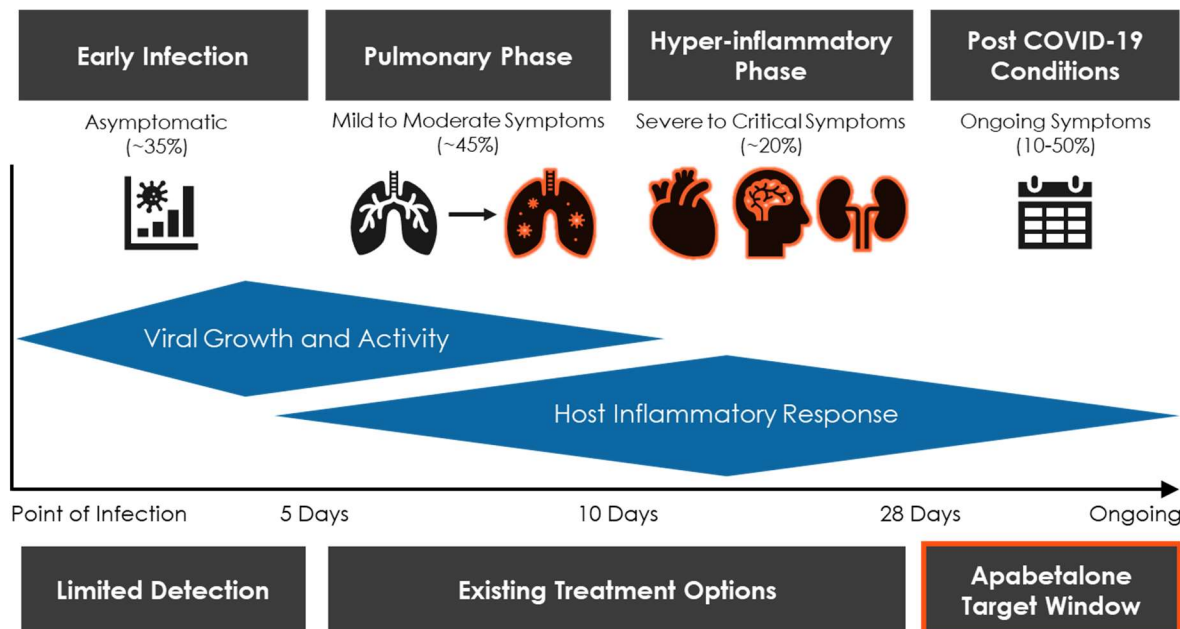 Early Infection
Pulmonary Phase
Hyper-inflammatory
Phase
Post COVID-19
Conditions
Asymptomatic
(~35%)
Mild to Moderate Symptoms
(~45%)
Severe to Critical Symptoms
(~20%)
Ongoing Symptoms
(10-50%)
Viral Growth and Activity
Host Inflammatory Response
Point of Infection
5 Days
10 Days
28 Days
Ongoing
Limited Detection
Existing Treatment Options
Apabetalone
Target Window